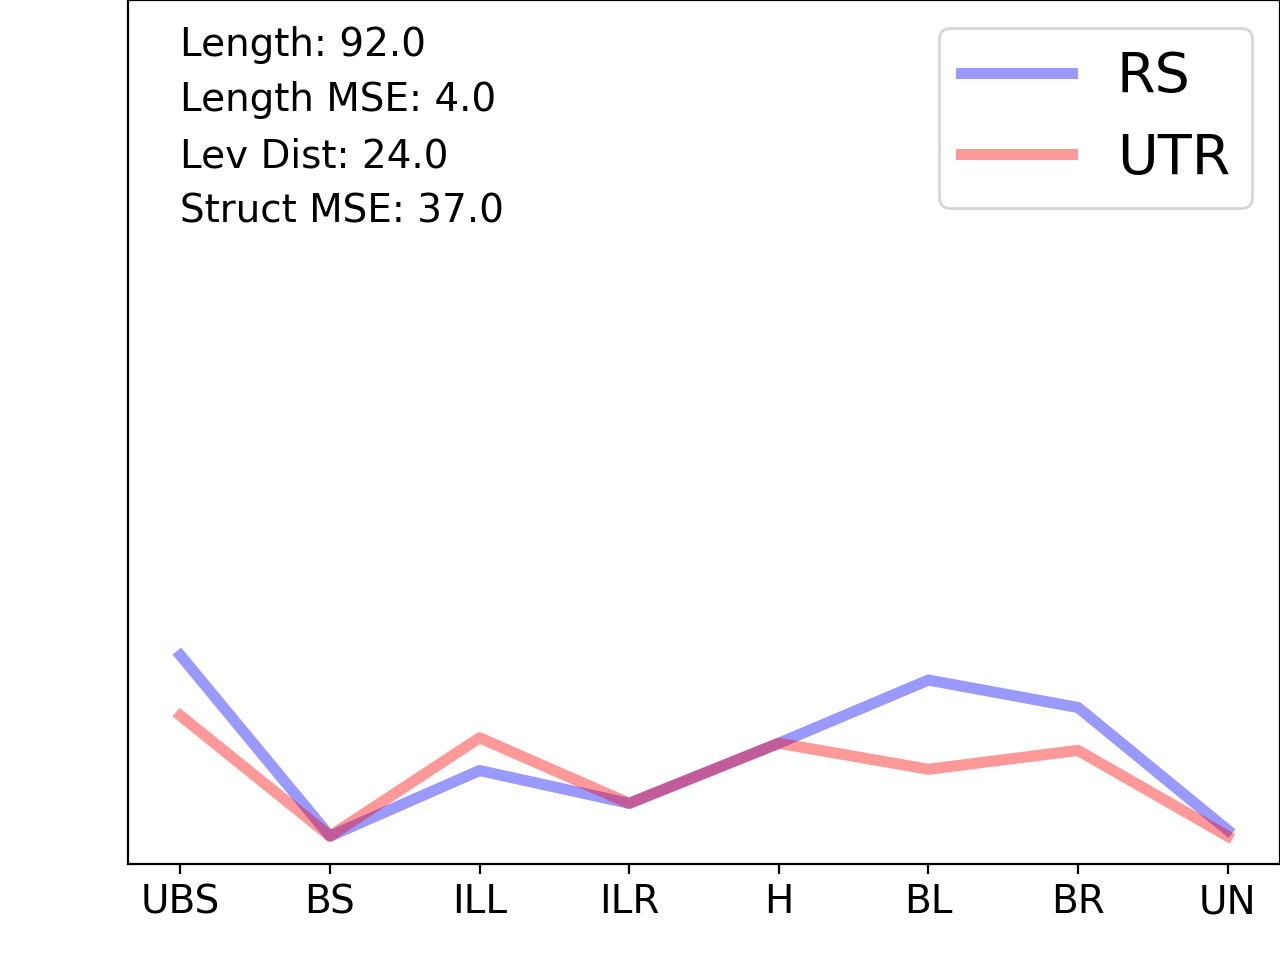 Length: 92.0
Length MSE: 4.0
Lev Dist: 24.0
Struct MSE: 37.0
RS
UTR
UBS BS ILL ILR H BL BR UN